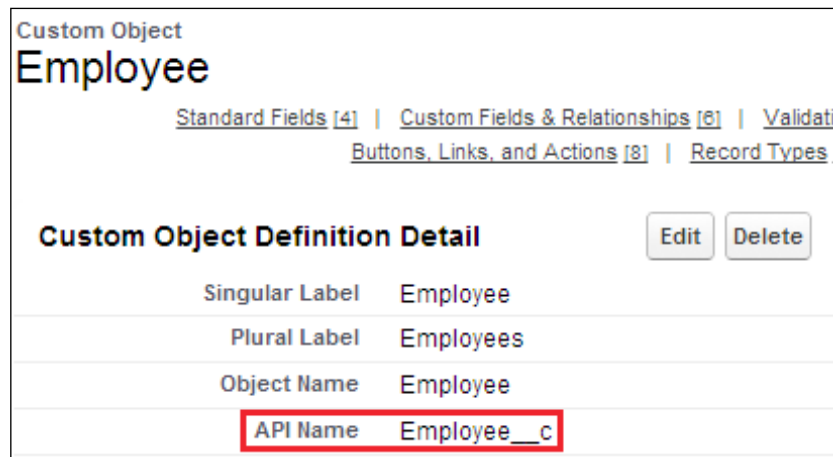 Custom Object
Employee
Standard Fields [4] | Custom Fields & Relationships [6] | Validati
Buttons, Links, and Actions [8] | Record Types
Custom Object Definition Detail Edit Delete
Singular Label Employee
Plural Label Employees
Object Name Employee
API Name Employee__c